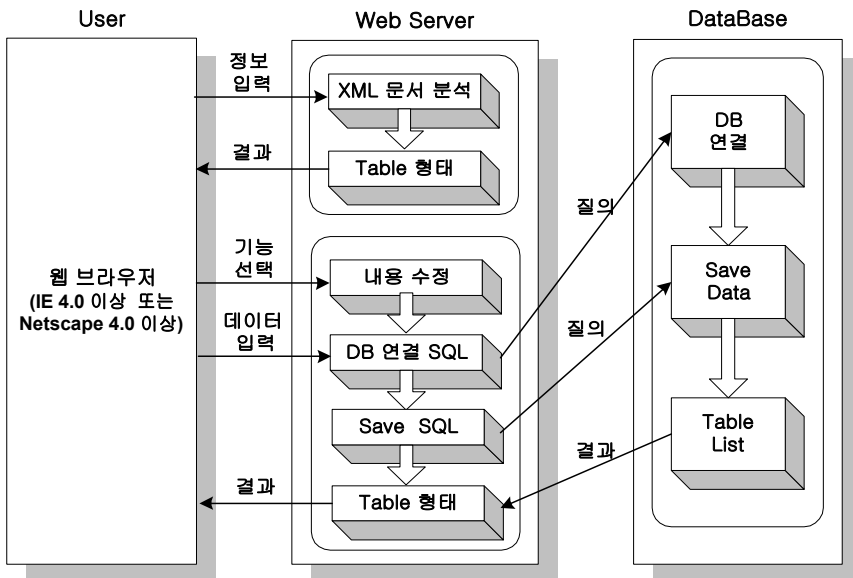 User
웹 브라우저
(IE 4.0 이상 또는
Netscape 4.0 이상)
정보
입력
결과
기능
선택
데이터
입력
결과
Web Server
XML 문서 분석
Table 형태
내용 수정
DB 연결 SQL
Save SQL
Table 형태
질의
질의
결과
DataBase
DB
연결
Save
Data
Table
List